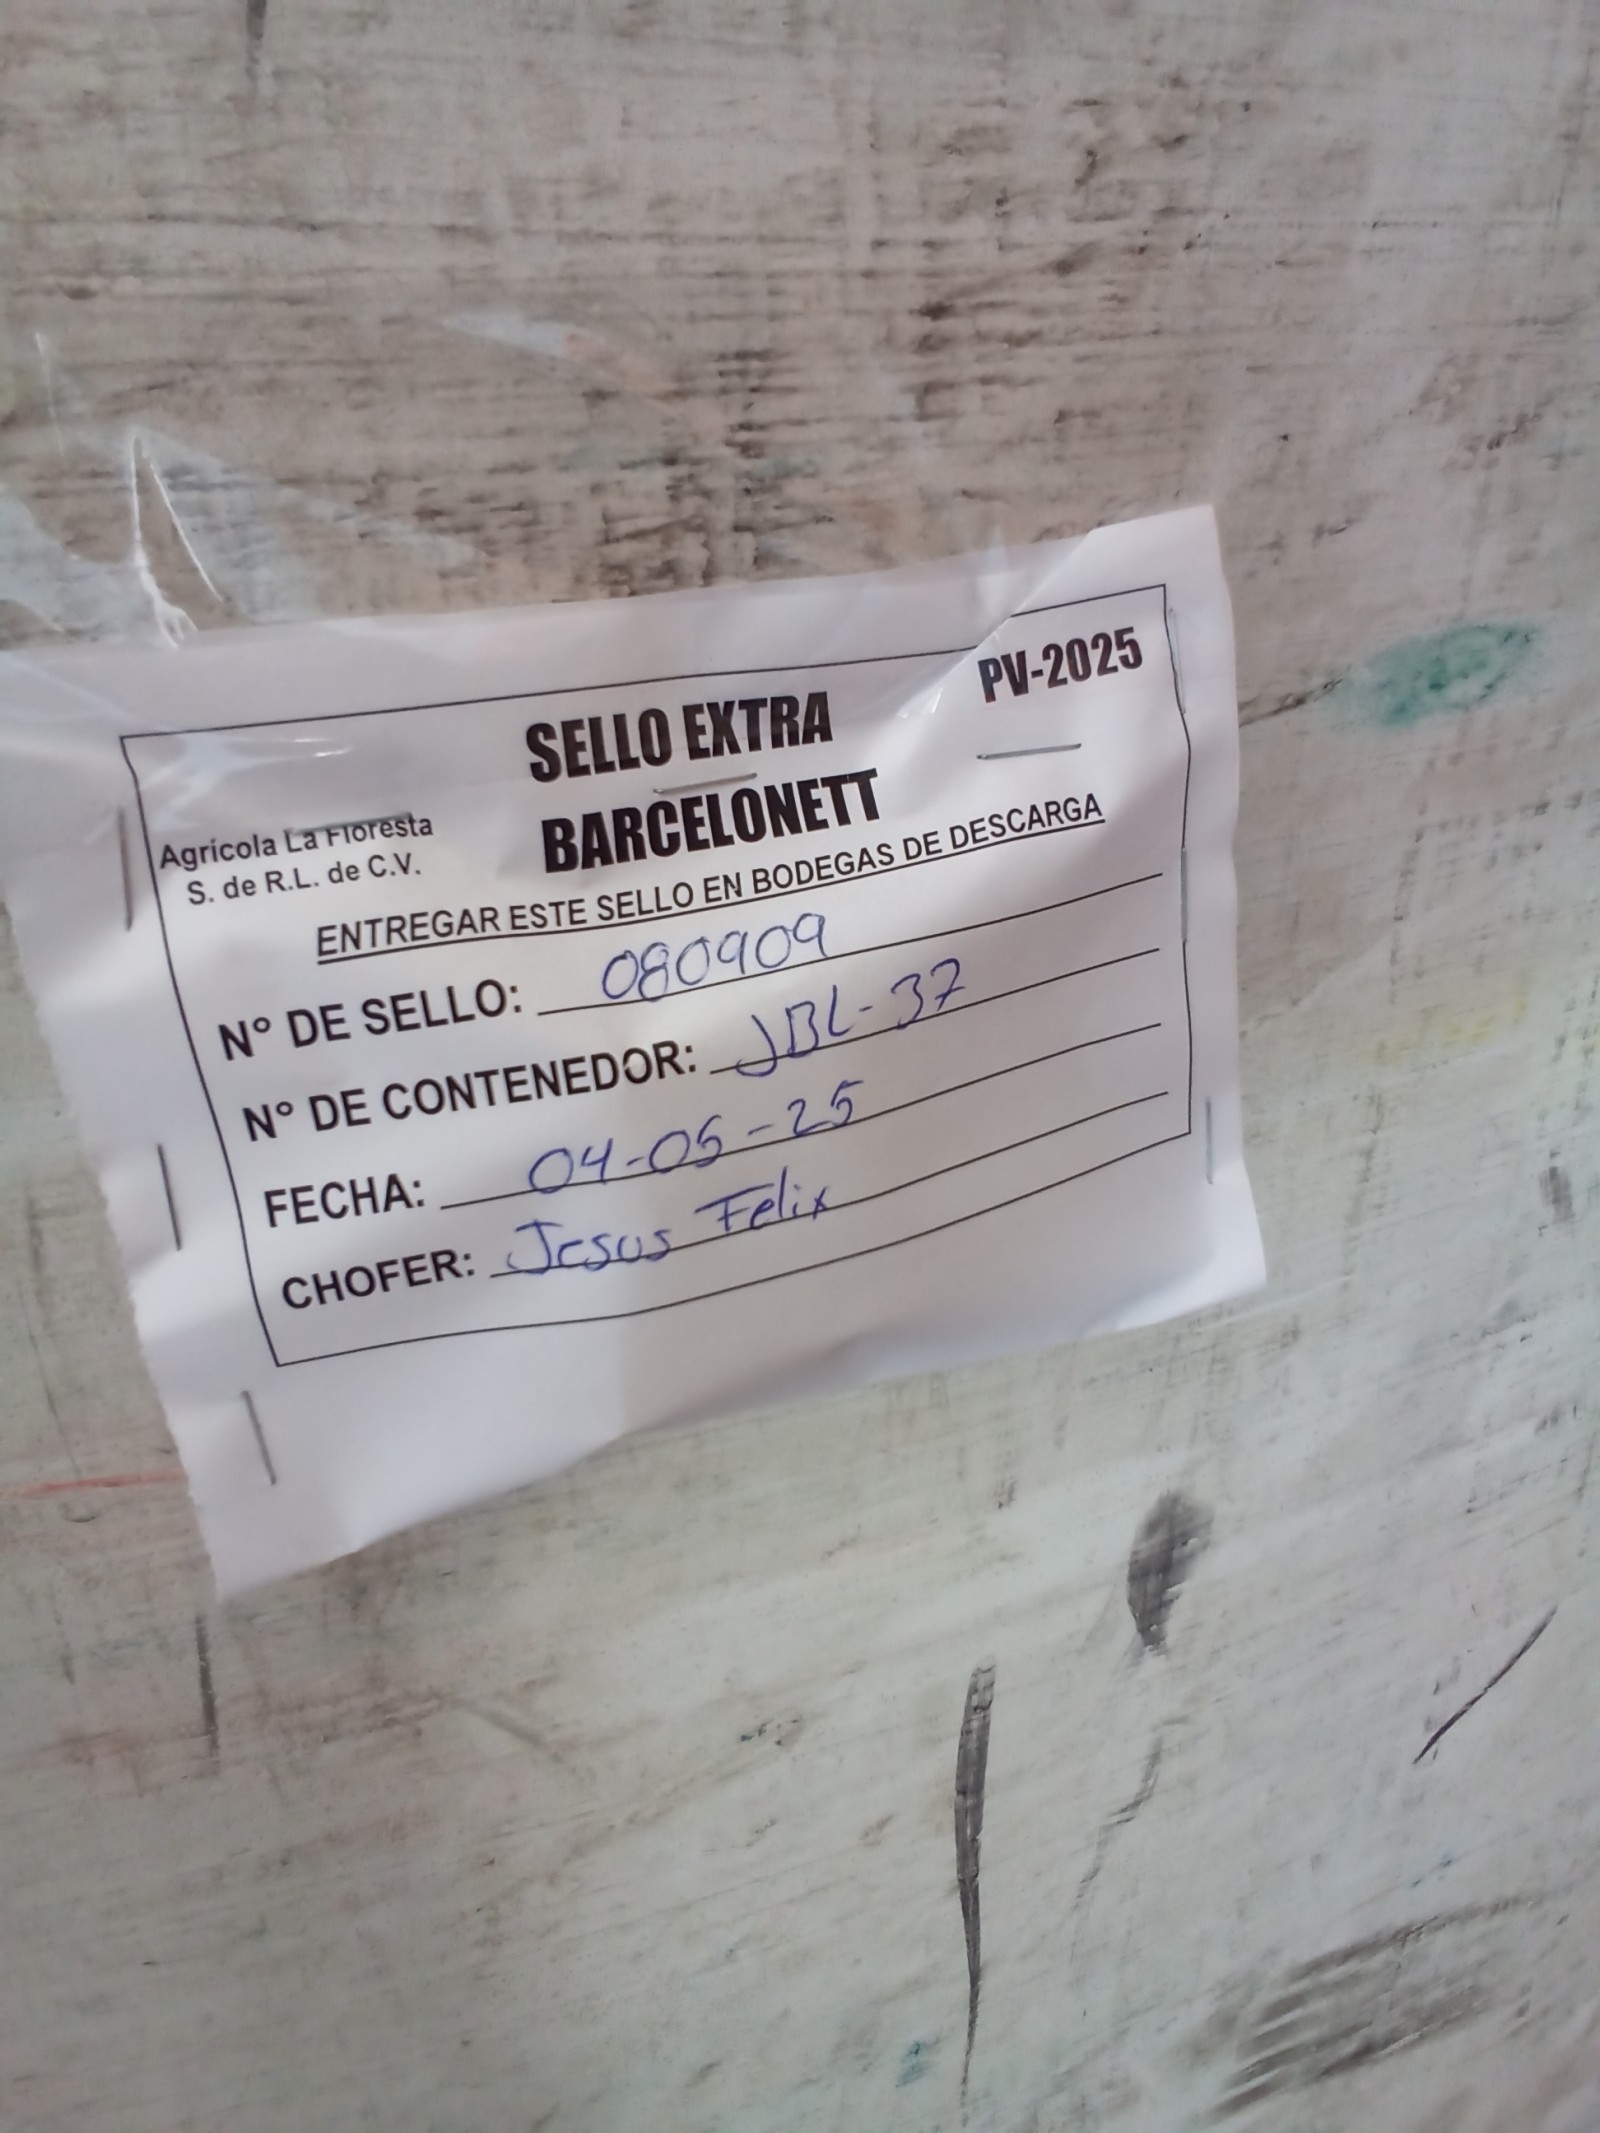 PV-2025
SELLO EXTRA
BARCELONETT
Agrícola La Floresta
S. de R.L. de C.V.
ENTREGAR ESTE SELLO EN BODEGAS DE DESCARGA
N° DE SELLO: 080909
N° DE CONTENEDOR: JBL-37
FECHA: 04-05-25
CHOFER: Jesus Felix